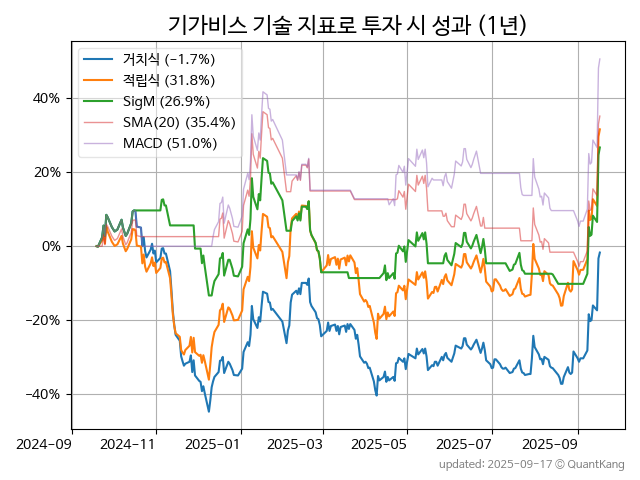 기가비스 기술 지표로 투자 시 성과 (1년)
거치식 (-1.7%)
적립식 (31.8%)
SigM (26.9%)
SMA(20) (35.4%)
MACD (51.0%)
40%
20%
0%
−20%
−40%
2024-09 2024-11 2025-01 2025-03 2025-05 2025-07 2025-09
updated: 2025-09-17 © QuantKang